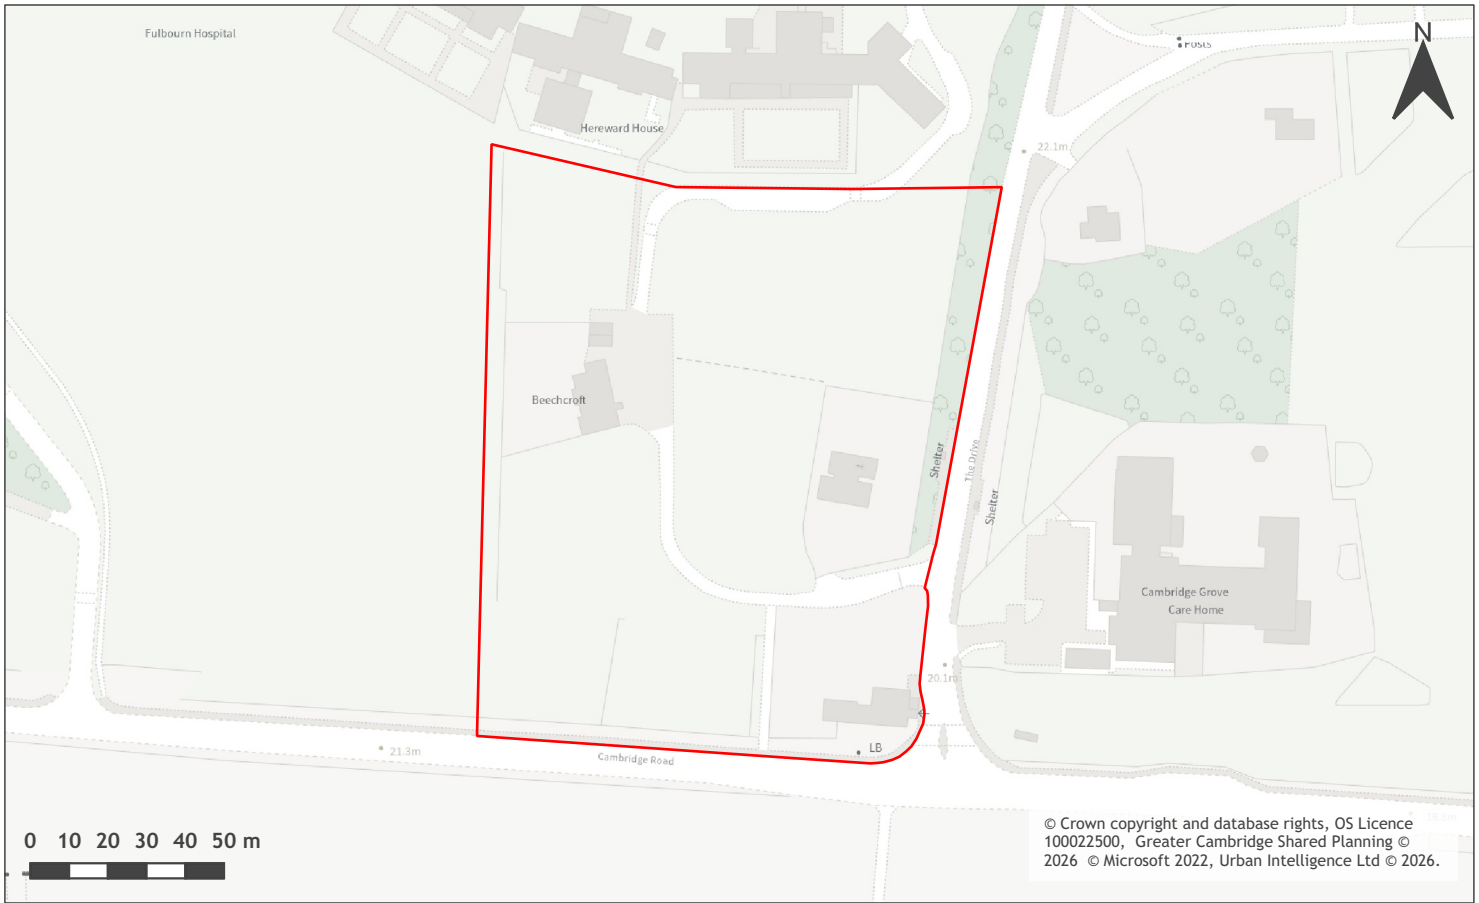 Fulbourn Hospital
Posts
N
Hereward House
22.1m
Beechcroft
Shelter
The Drive
Shelter
Cambridge Grove
Care Home
20.1m
LB
21.3m
Cambridge Road
0 10 20 30 40 50 m
© Crown copyright and database rights, OS Licence
100022500, Greater Cambridge Shared Planning ©
2026 © Microsoft 2022, Urban Intelligence Ltd © 2026.